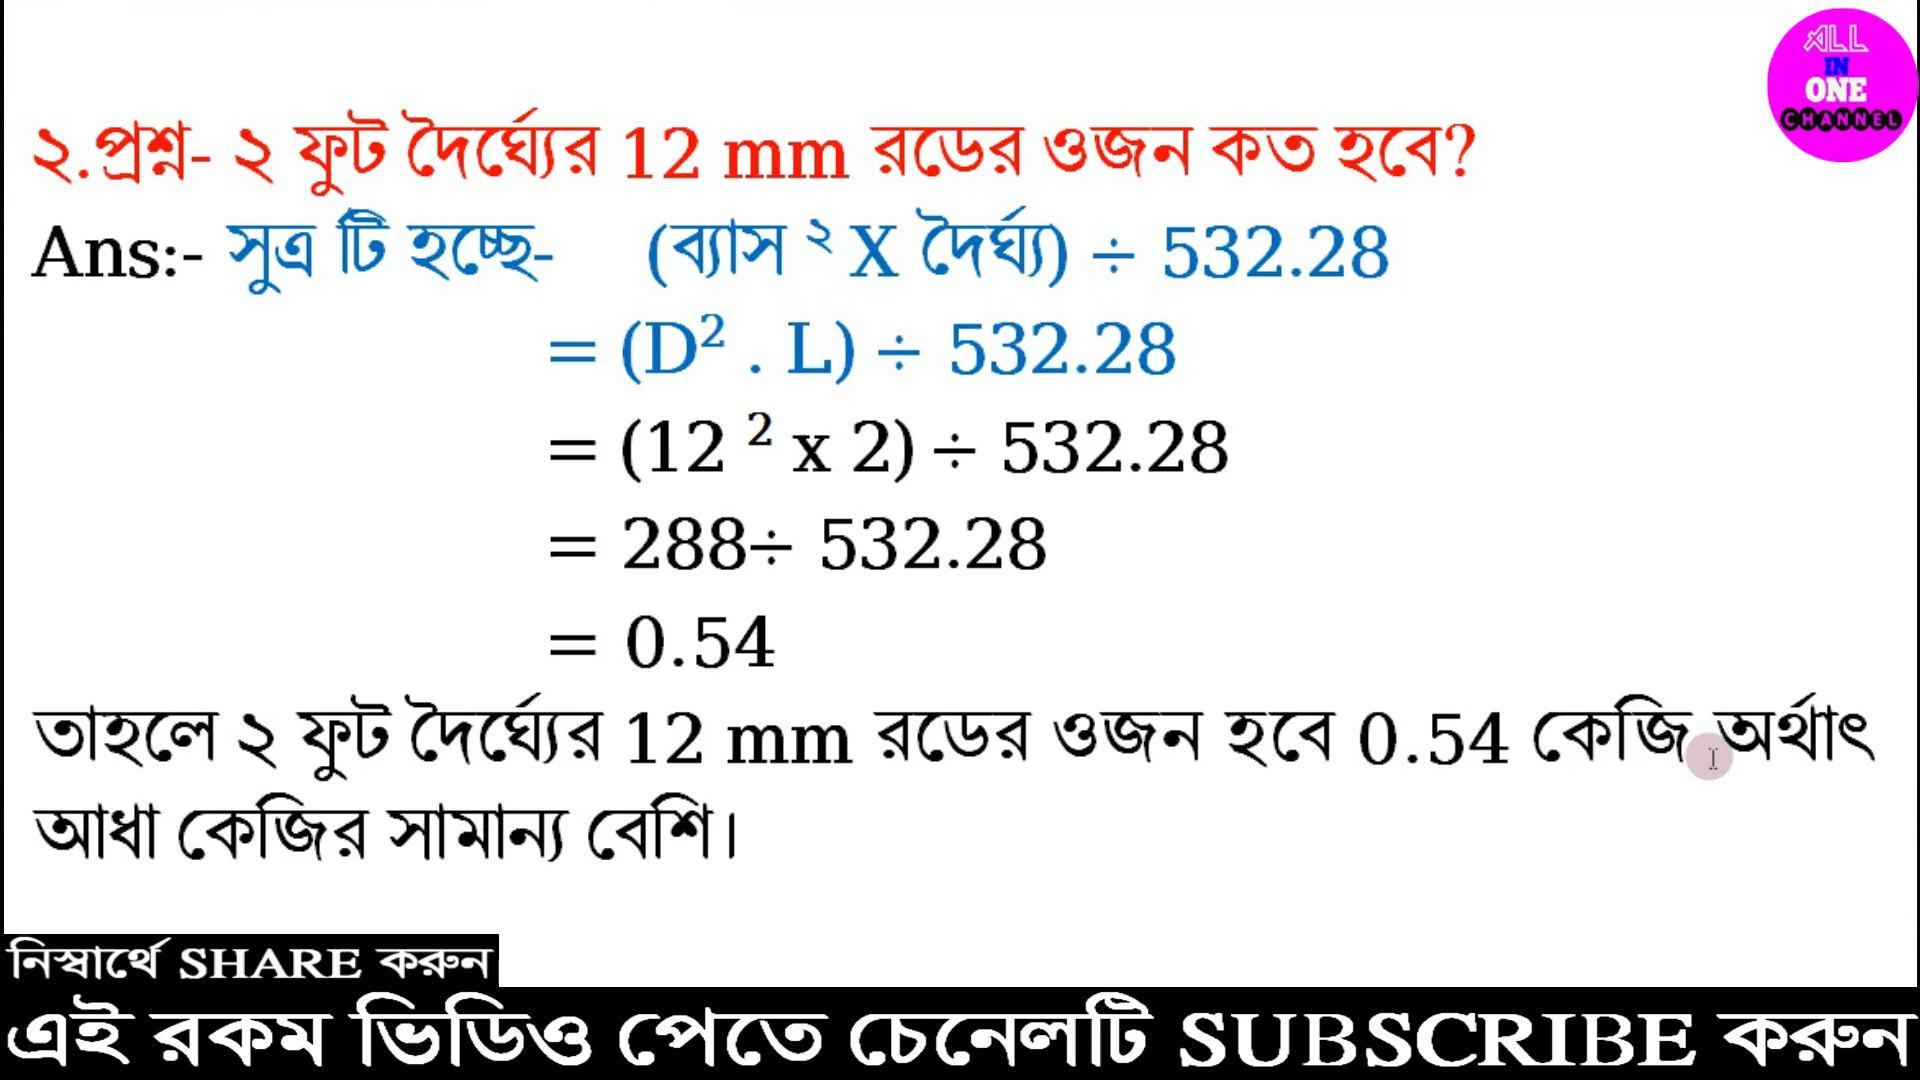 ALL
IN
ONE
CHANNEL
২.প্রশ্ন- ২ ফুট দৈর্ঘ্যের 12 mm রডের ওজন কত হবে?
Ans:- সুত্র টি হচ্ছে- (ব্যাস ² X দৈর্ঘ্য) ÷ 532.28
= (D² . L) ÷ 532.28
= (12 ² x 2) ÷ 532.28
= 288÷ 532.28
= 0.54
তাহলে ২ ফুট দৈর্ঘ্যের 12 mm রডের ওজন হবে 0.54 কেজি অর্থাৎ
আধা কেজির সামান্য বেশি।
নিস্বার্থে SHARE করুন
এই রকম ভিডিও পেতে চেনেলটি SUBSCRIBE করুন